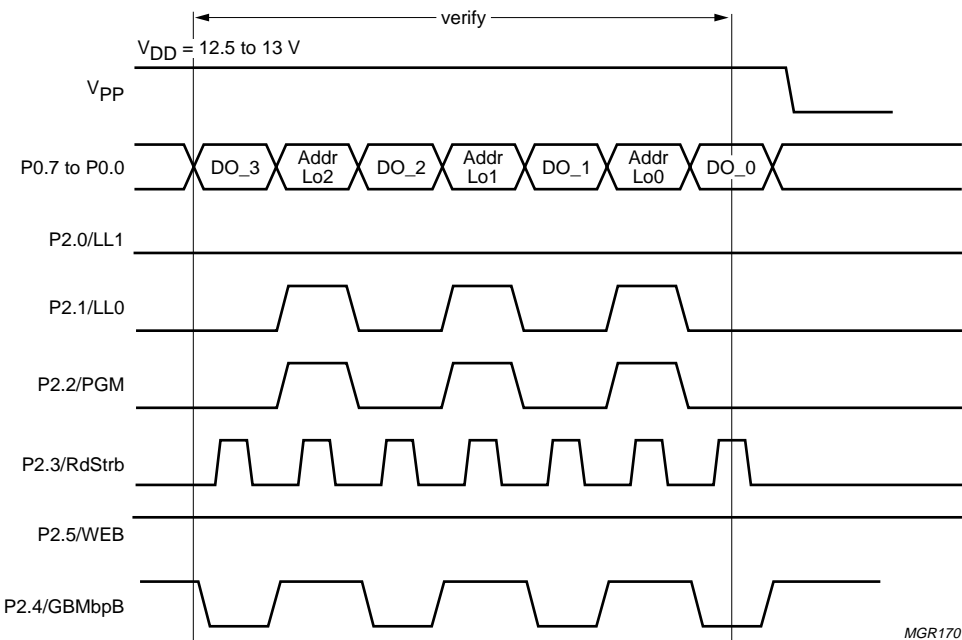 verify
VDD = 12.5 to 13 V
VPP
P0.7 to P0.0
DO_3
Addr
Lo2
DO_2
Addr
Lo1
DO_1
Addr
Lo0
DO_0
P2.0/LL1
P2.1/LL0
P2.2/PGM
P2.3/RdStrb
P2.5/WEB
P2.4/GBMbpB
MGR170